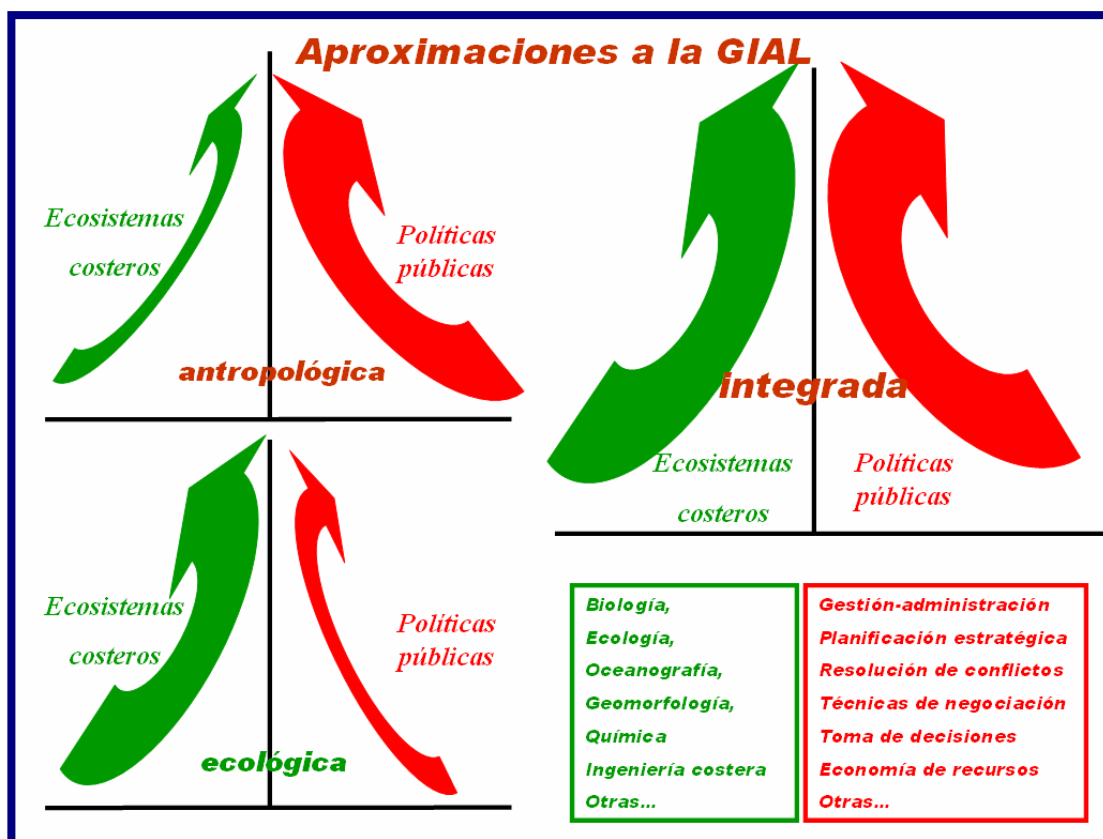 Aproximaciones a la GIAL
Ecosistemas
costeros
Políticas
públicas
antropológica
Ecosistemas
costeros
Políticas
públicas
ecológica
integrada
Ecosistemas
costeros
Políticas
públicas
Biología,
Ecología,
Oceanografía,
Geomorfología,
Química
Ingeniería costera
Otras...
Gestión-administración
Planificación estratégica
Resolución de conflictos
Técnicas de negociación
Toma de decisiones
Economía de recursos
Otras...